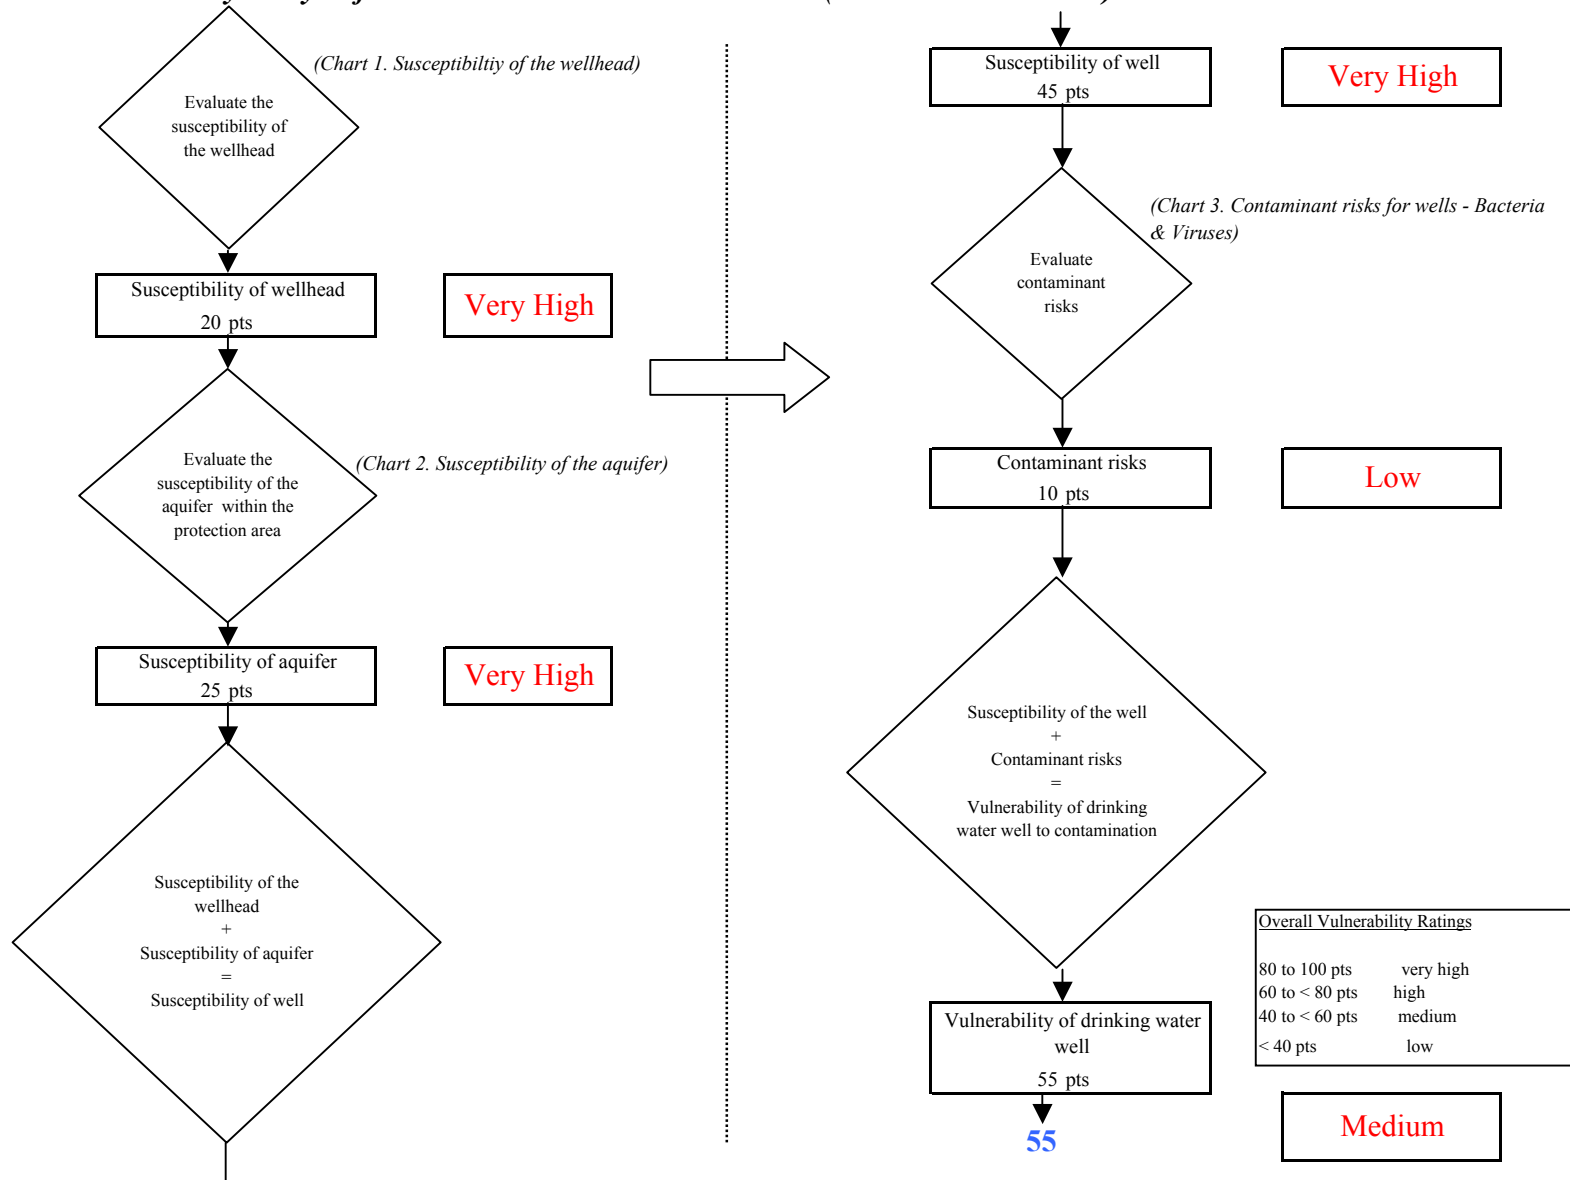 (Chart 1. Susceptibiltiy of the wellhead)
Evaluate the
susceptibility of
the wellhead
Susceptibility of wellhead
20 pts
Very High
Evaluate the
susceptibility of the
aquifer within the
protection area
(Chart 2. Susceptibility of the aquifer)
Susceptibility of aquifer
25 pts
Very High
Susceptibility of the
wellhead
+
Susceptibility of aquifer
=
Susceptibility of well
Susceptibility of well
45 pts
Very High
(Chart 3. Contaminant risks for wells - Bacteria
& Viruses)
Evaluate
contaminant
risks
Contaminant risks
10 pts
Low
Susceptibility of the well
+
Contaminant risks
=
Vulnerability of drinking
water well to contamination
Overall Vulnerability Ratings
80 to 100 pts very high
60 to < 80 pts high
40 to < 60 pts medium
< 40 pts low
Vulnerability of drinking water
well
55 pts
55
Medium